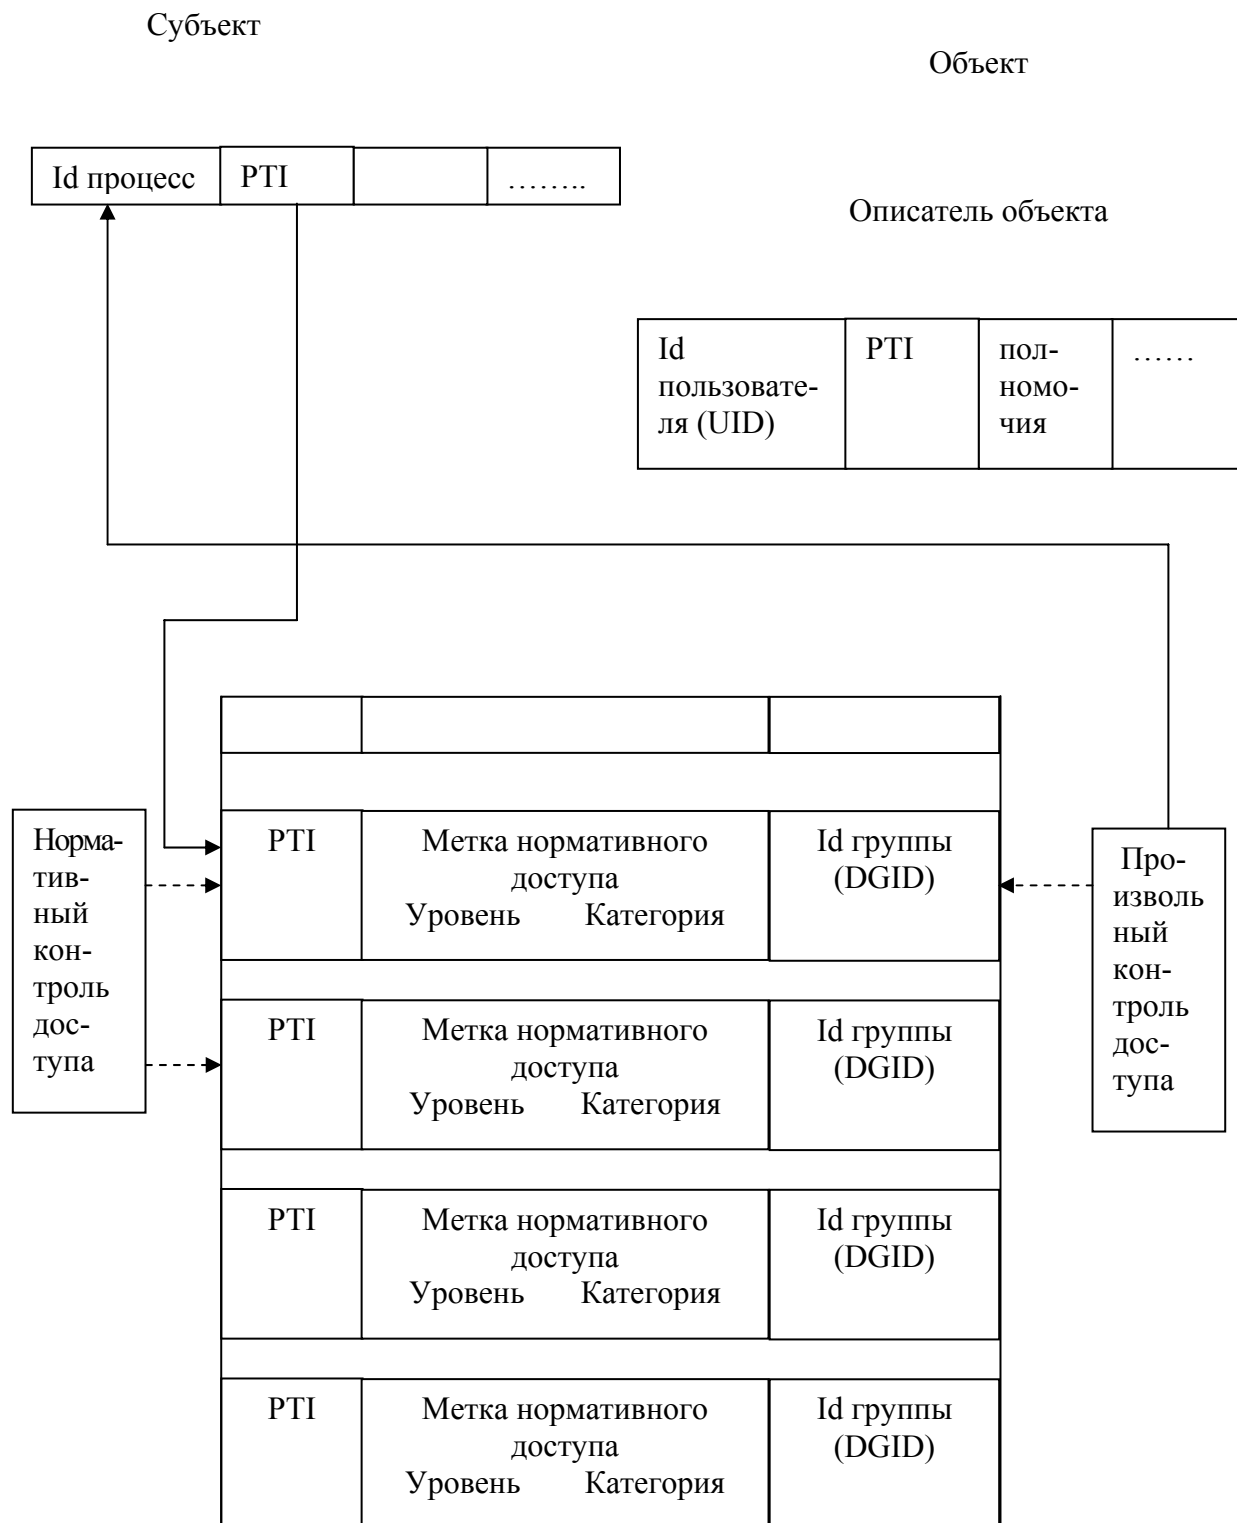 Субъект
Объект
Id процесс
PTI
……..
Описатель объекта
Id
пользовате-
ля (UID)
PTI
пол-
номо-
чия
……
Норма-
тив-
ный
кон-
троль
дос-
тупа
PTI
Метка нормативного
доступа
Уровень Категория
Id группы
(DGID)
Про-
изволь
ный
кон-
троль
дос-
тупа
PTI
Метка нормативного
доступа
Уровень Категория
Id группы
(DGID)
PTI
Метка нормативного
доступа
Уровень Категория
Id группы
(DGID)
PTI
Метка нормативного
доступа
Уровень Категория
Id группы
(DGID)